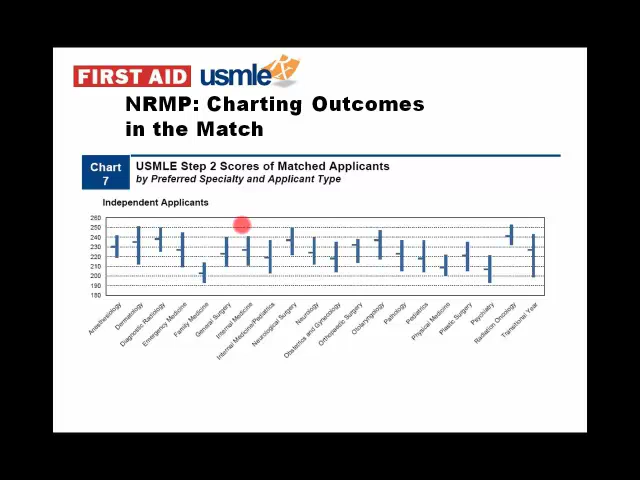 FIRST AID usmle Rx
NRMP: Charting Outcomes
in the Match
Chart
7
USMLE Step 2 Scores of Matched Applicants
by Preferred Specialty and Applicant Type
Independent Applicants
260
250
240
230
220
210
200
190
180
Anesthesiology
Dermatology
Diagnostic Radiology
Emergency Medicine
Family Medicine
General Surgery
Internal Medicine
Internal Medicine/Pediatrics
Neurological Surgery
Neurology
Obstetrics and Gynecology
Orthopaedic Surgery
Otolaryngology
Pathology
Pediatrics
Physical Medicine
Plastic Surgery
Psychiatry
Radiation Oncology
Transitional Year